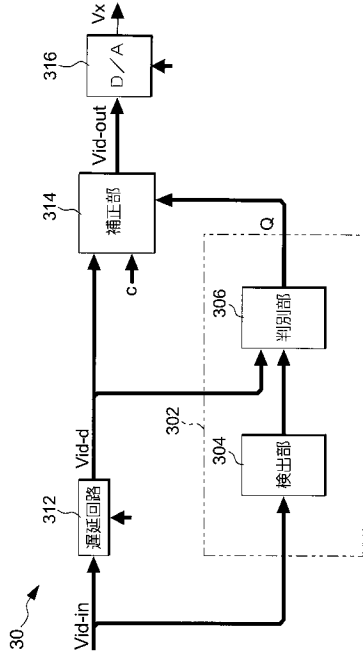 30
Vid-in
312
遅延回路
Vid-d
314
補正部
c
Vid-out
316
D/A
Vx
302
304
検出部
306
判別部
Q